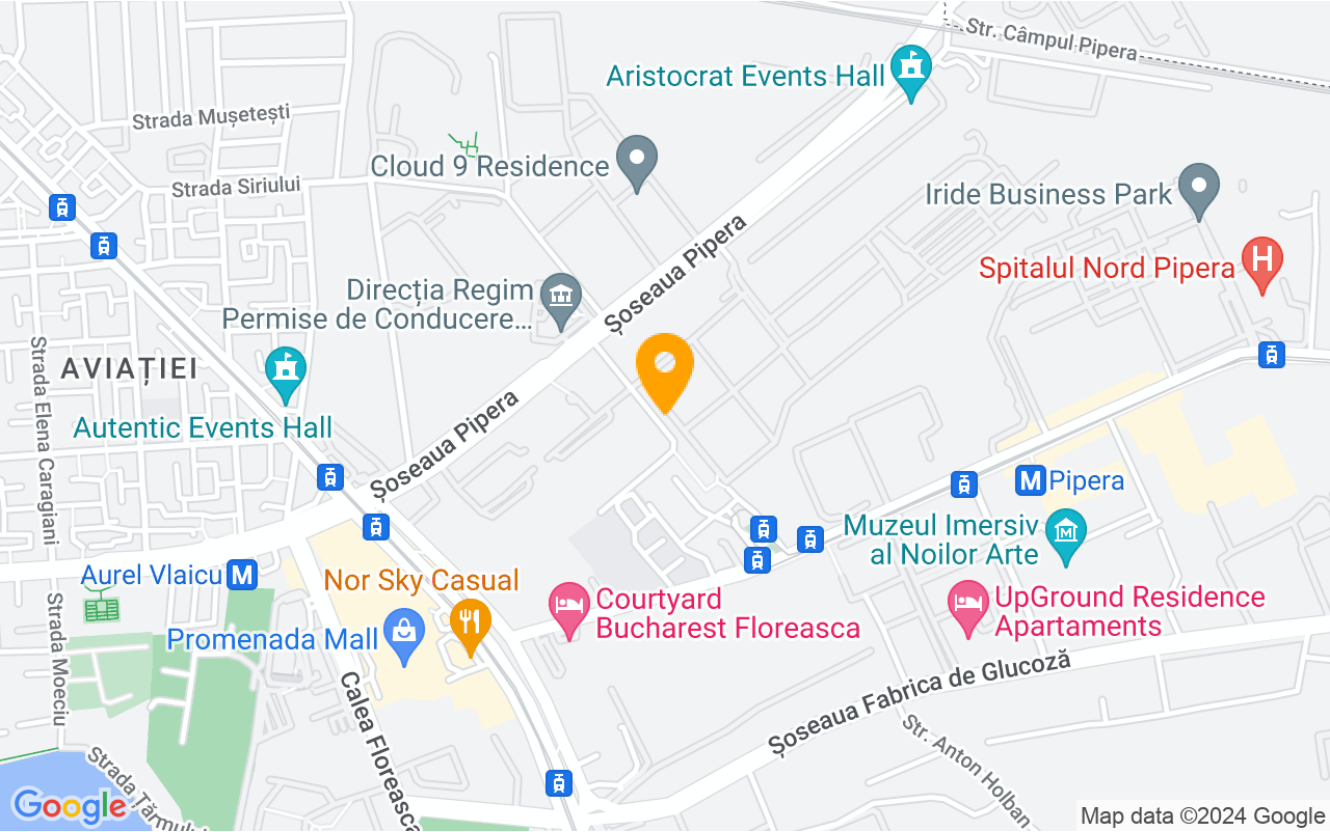 Str. Câmpul Pipera
Aristocrat Events Hall
Strada Mușetești
Cloud 9 Residence
Strada Siriului
Iride Business Park
Șoseaua Pipera
Spitalul Nord Pipera
H
Direcția Regim
Permise de Conducere...
AVIAȚIEI
Strada Elena Caragiani
Autentic Events Hall
Șoseaua Pipera
M Pipera
Muzeul Imersiv
al Noilor Arte
Aurel Vlaicu M
Nor Sky Casual
Courtyard
Bucharest Floreasca
UpGround Residence
Apartaments
Promenada Mall
Strada Moeciu
Calea Floreasca
Șoseaua Fabrica de Glucoză
Str. Anton Holban
Strada Țărmului
Google
Map data ©2024 Google